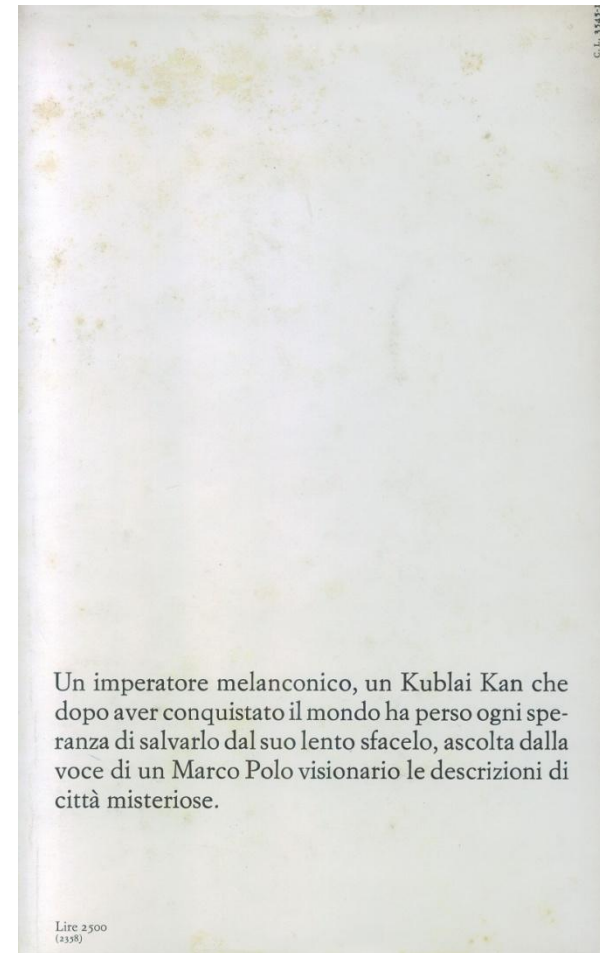 C. L. 3343-1
Un imperatore melanconico, un Kublai Kan che
dopo aver conquistato il mondo ha perso ogni spe-
ranza di salvarlo dal suo lento sfacelo, ascolta dalla
voce di un Marco Polo visionario le descrizioni di
città misteriose.
Lire 2500
(2358)